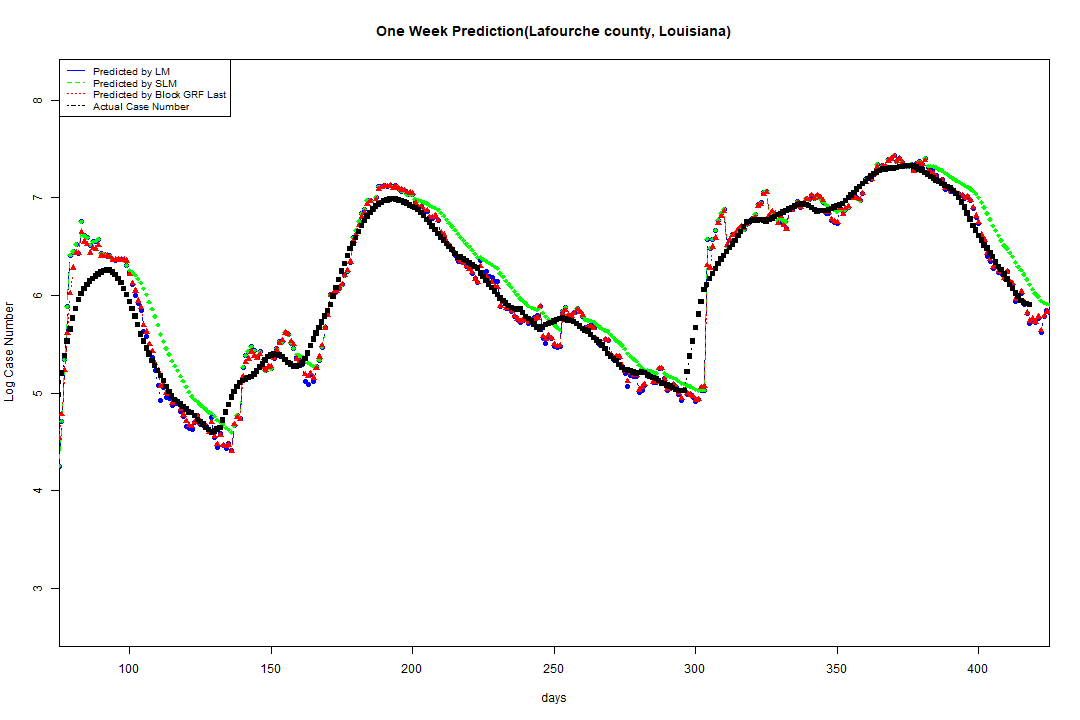 One Week Prediction(Lafourche county, Louisiana)
Predicted by LM
Predicted by SLM
Predicted by Block GRF Last
Actual Case Number
Log Case Number
8
7
6
5
4
3
100 150 200 250 300 350 400
days